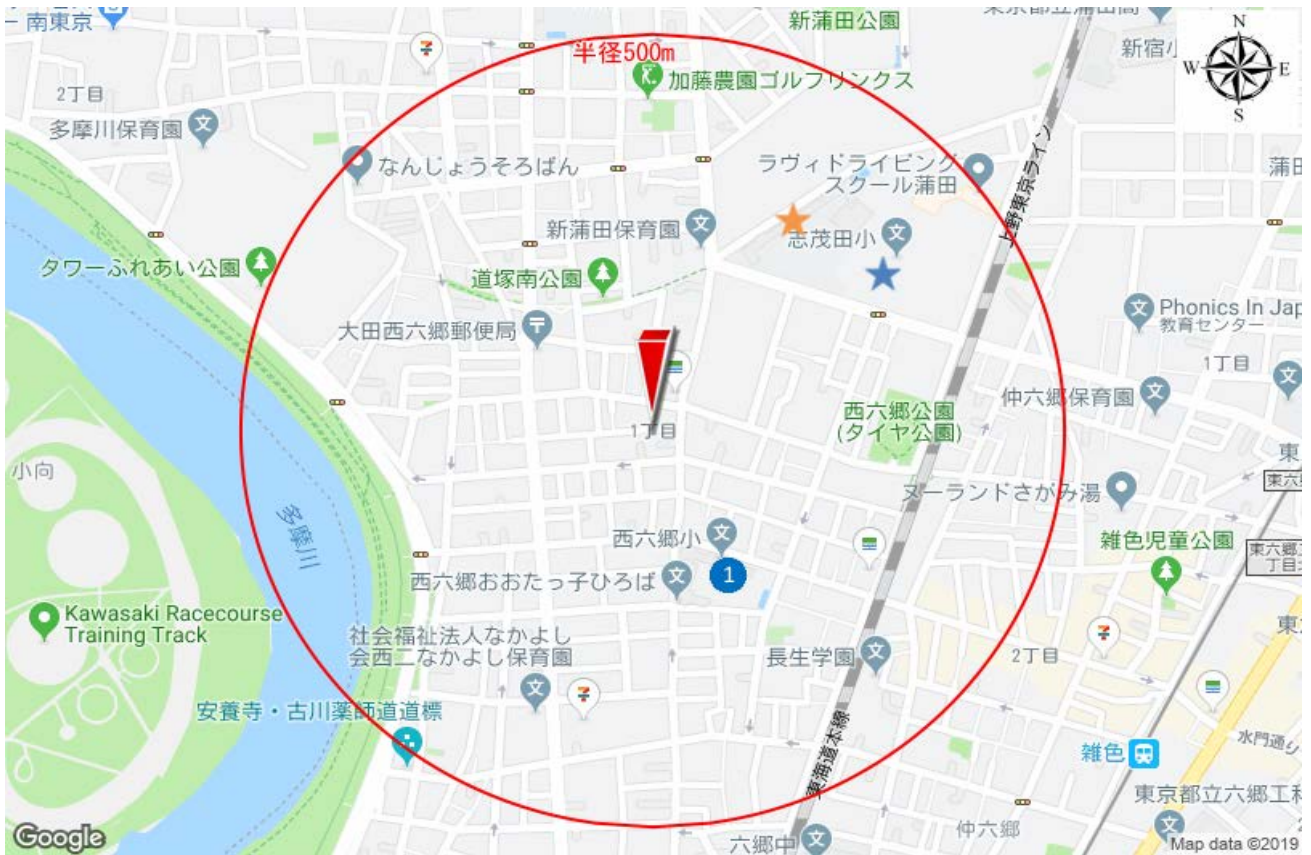 南東京
新蒲田公園
N
W
E
S
半径500m
新宿小
加藤農園ゴルフリンクス
2丁目
多摩川保育園
なんじょうそろばん
ラヴィドライビング
スクール蒲田
上野東京ライン
新蒲田保育園
志茂田小
タワーふれあい公園
道塚南公園
大田西六郷郵便局
Phonics In Jap
教育センター
1丁目
西六郷公園
(タイヤ公園)
仲六郷保育園
1丁目
小向
多摩川
ヌーランドさがみ湯
西六郷小
雑色児童公園
西六郷おおたっ子ひろば
1
Kawasaki Racecourse
Training Track
社会福祉法人なかよし
会西二なかよし保育園
長生学園
2丁目
安養寺・古川薬師道道標
東海道本線
雑色
水門通り
東京都立六郷工科
仲六郷
六郷中
Google
Map data ©2019